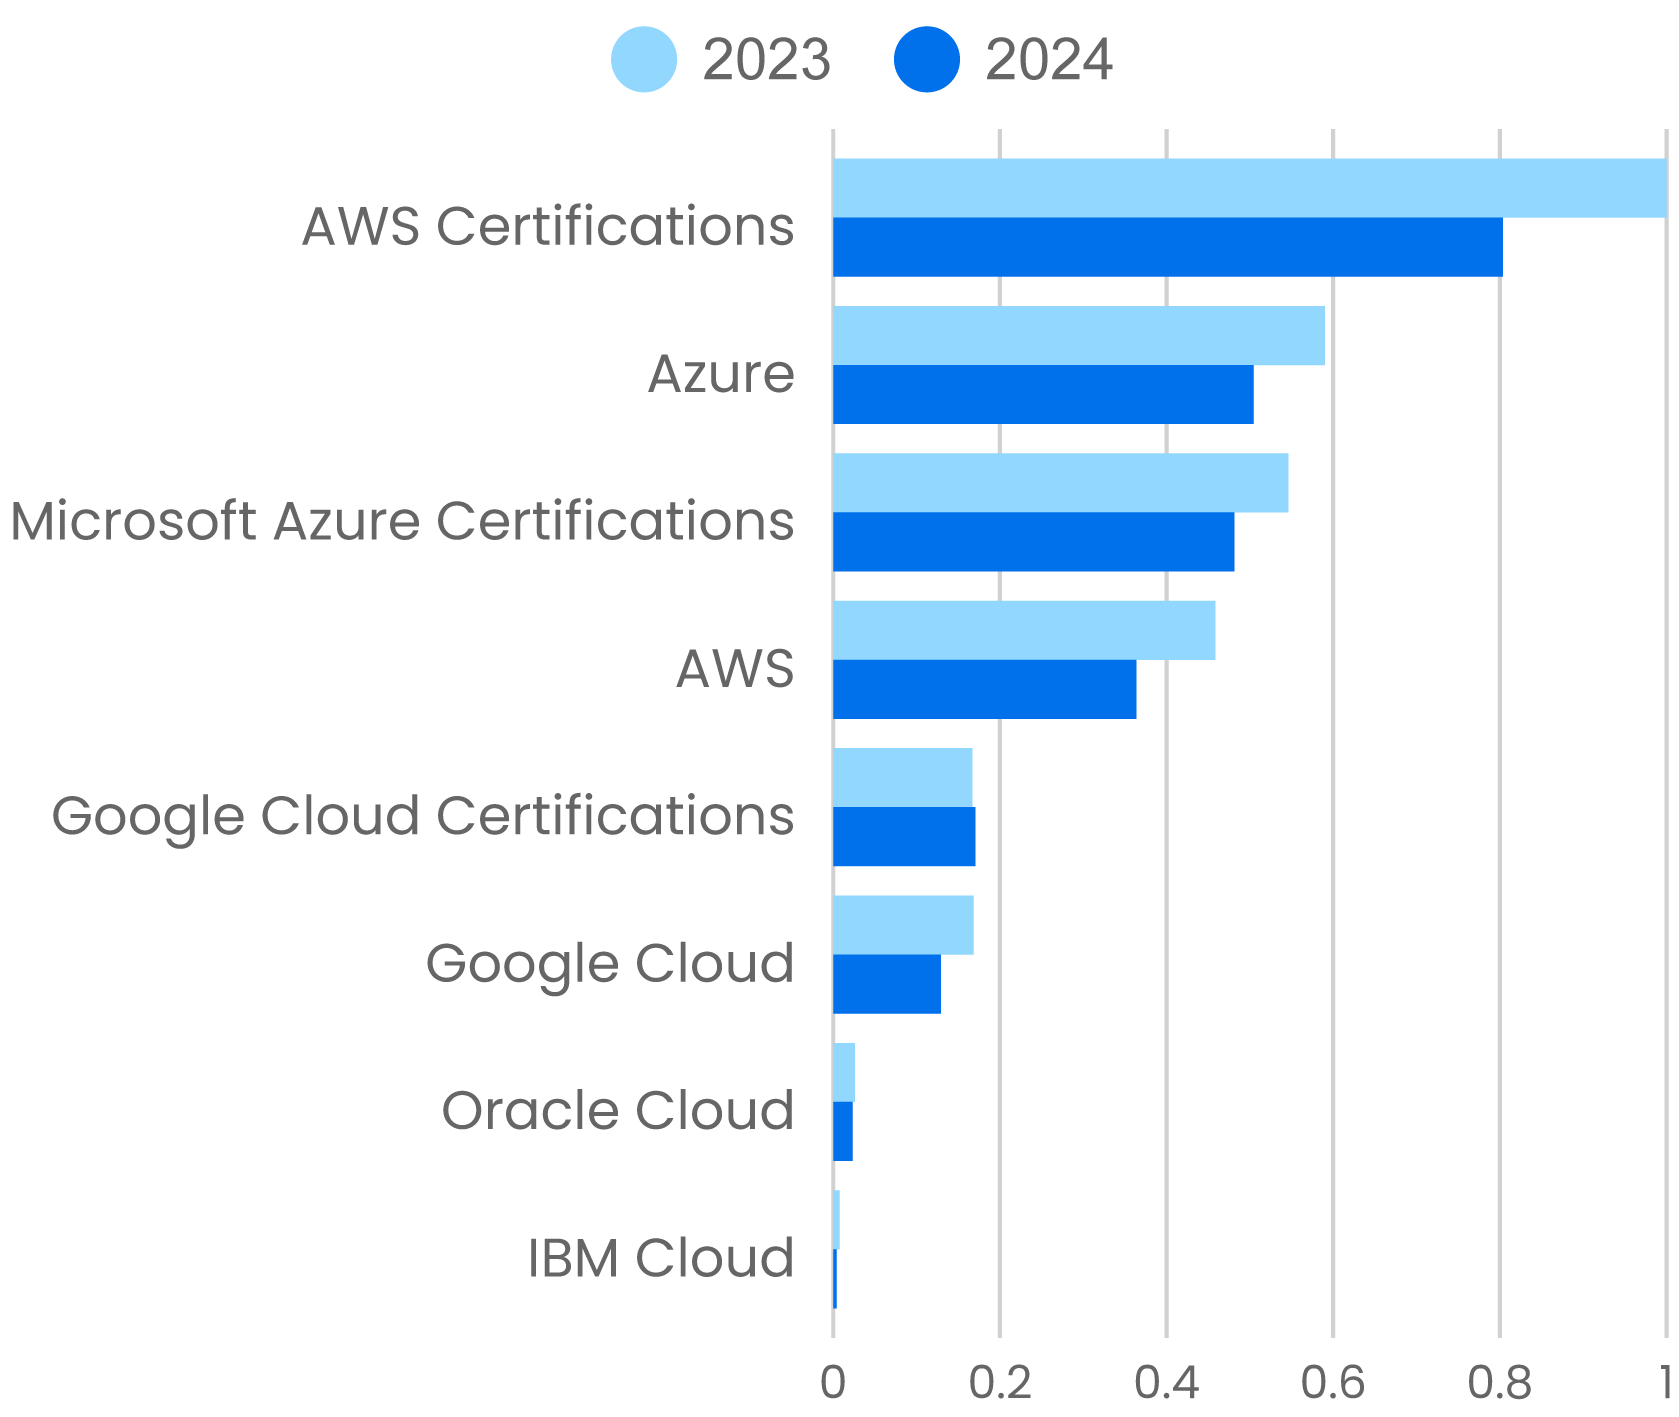 2023 2024
AWS Certifications
Azure
Microsoft Azure Certifications
AWS
Google Cloud Certifications
Google Cloud
Oracle Cloud
IBM Cloud
0 0.2 0.4 0.6 0.8 1